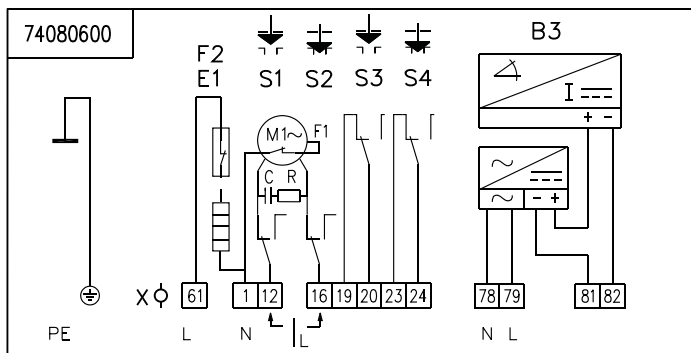 74080600
F2
E1 S1 S2 S3 S4
B3
I
+ -
M1~ F1
C R
~
~ - +
X 61 1 12 16 19 20 23 24 78 79 81 82
PE L N L N L